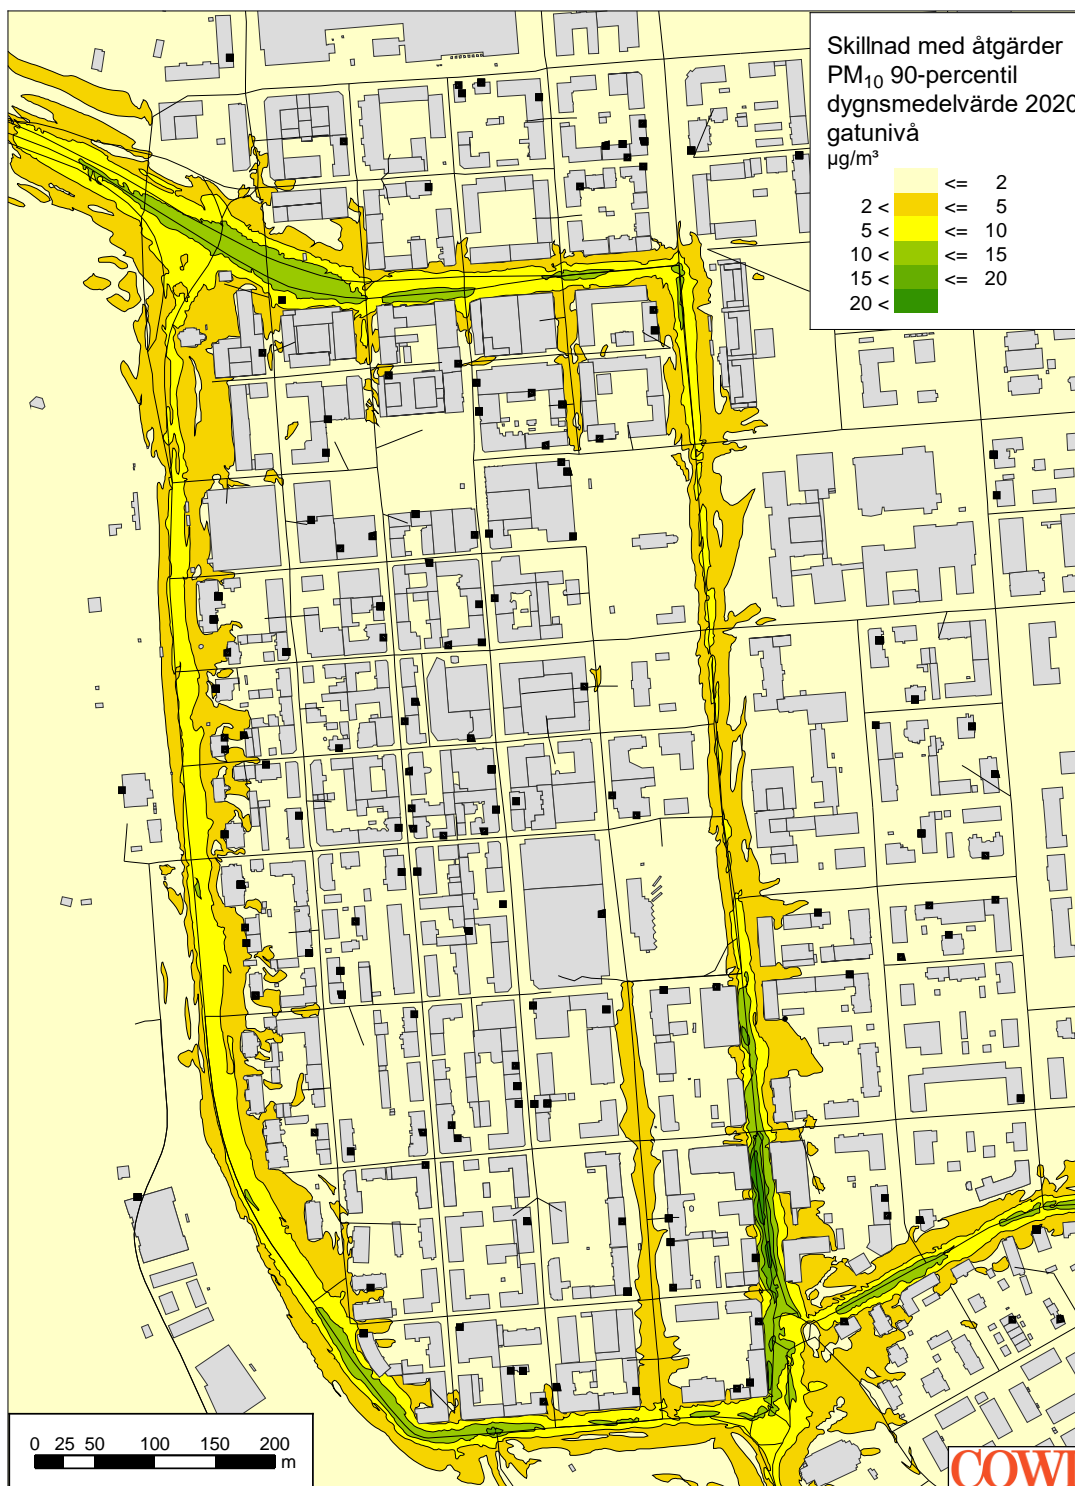 Skillnad med åtgärder
PM₁₀ 90-percentil
dygnsmedelvärde 2020
gatunivå
µg/m³
<= 2
2 < <= 5
5 < <= 10
10 < <= 15
15 < <= 20
20 <
0 25 50 100 150 200 m
COWI